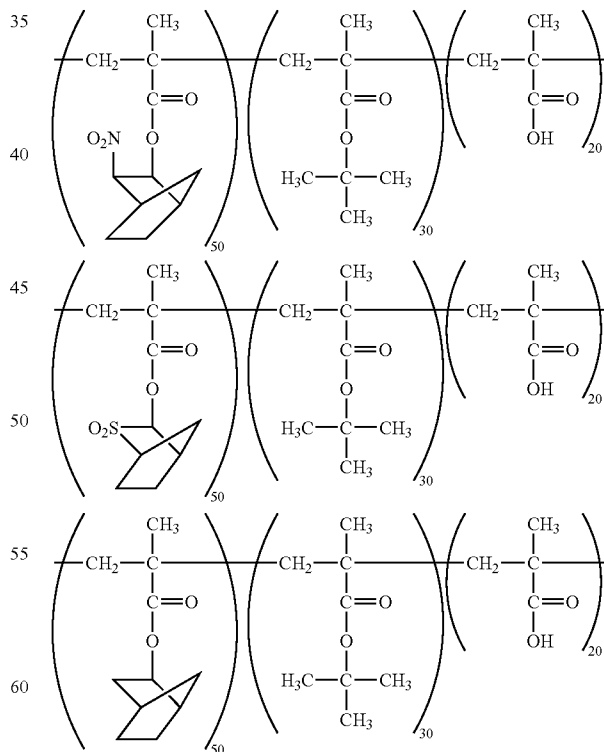 35
CH3 CH3 CH3
CH2 C CH2 C CH2 C
C=O C=O C=O
O2N O O OH 20
40
H3C C CH3
CH3
50 30
45
CH3 CH3 CH3
CH2 C CH2 C CH2 C
C=O C=O C=O
O O OH 20
50
O2S H3C C CH3
CH3
50 30
55
CH3 CH3 CH3
CH2 C CH2 C CH2 C
C=O C=O C=O
O O OH 20
60
H3C C CH3
CH3
50 30